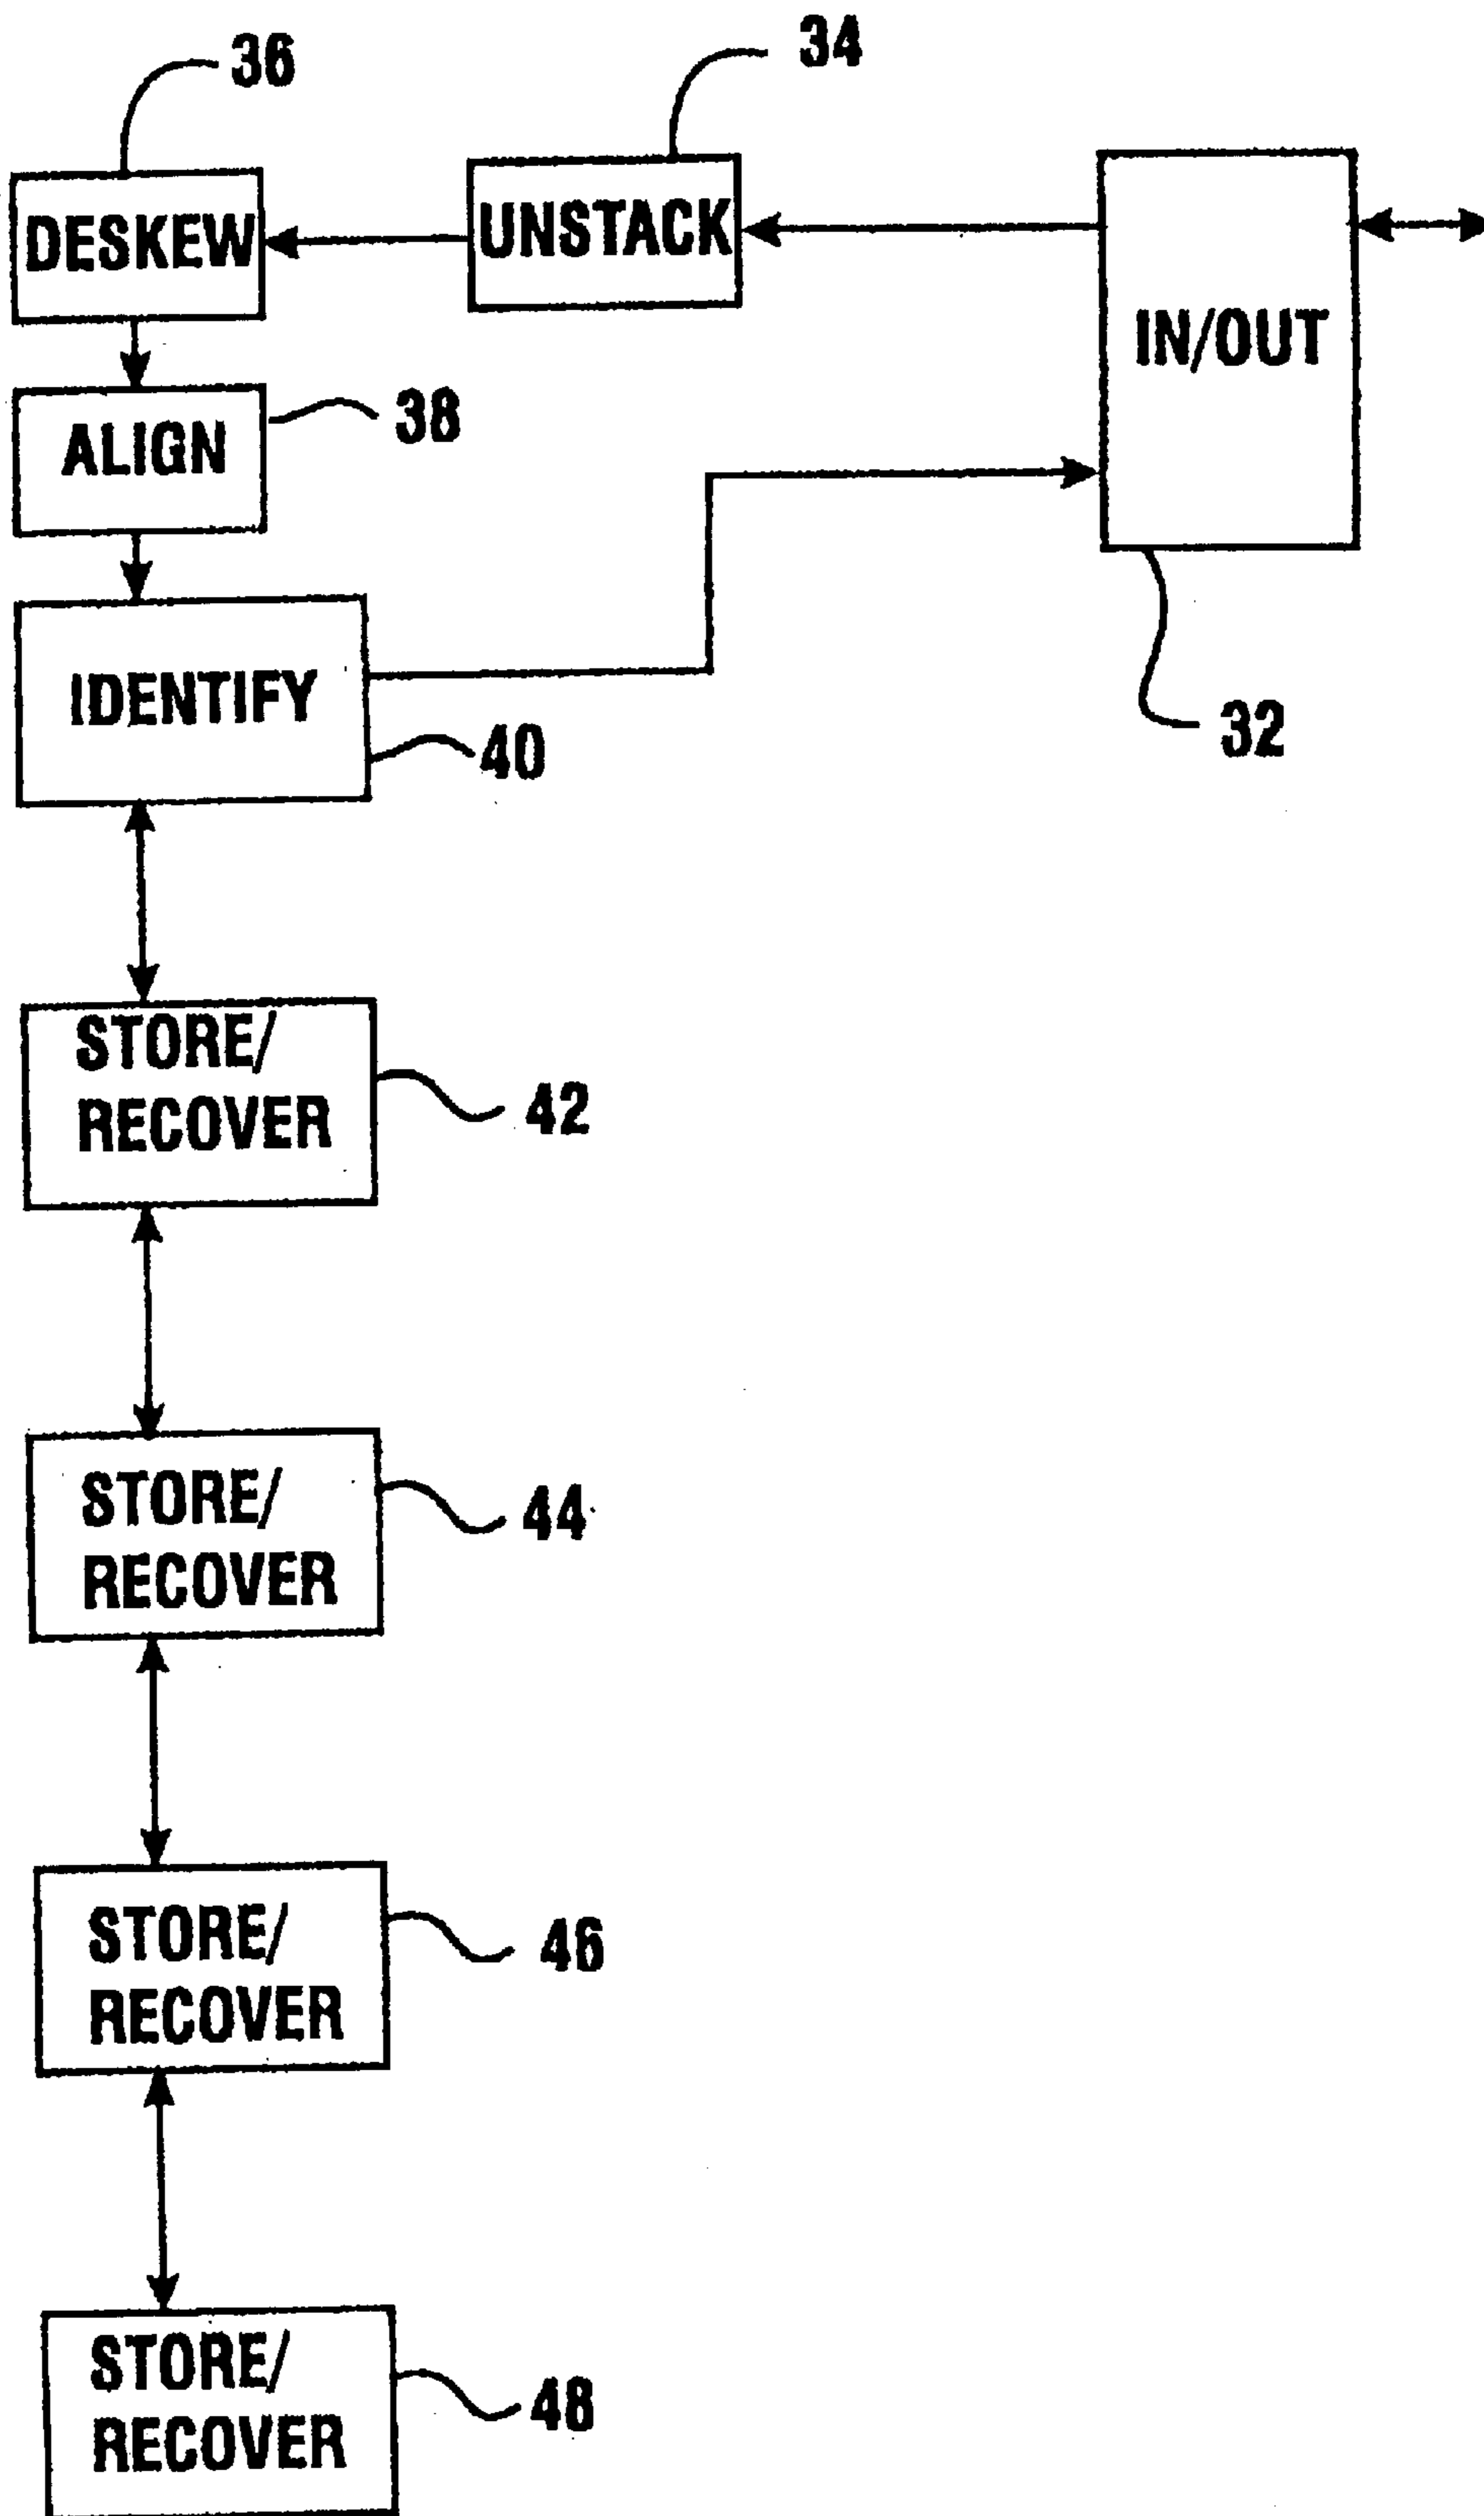 36
34
DESKEW
UNSTACK
IN/OUT
ALIGN
38
IDENTIFY
40
32
STORE/
RECOVER
42
STORE/
RECOVER
44
STORE/
RECOVER
46
STORE/
RECOVER
48